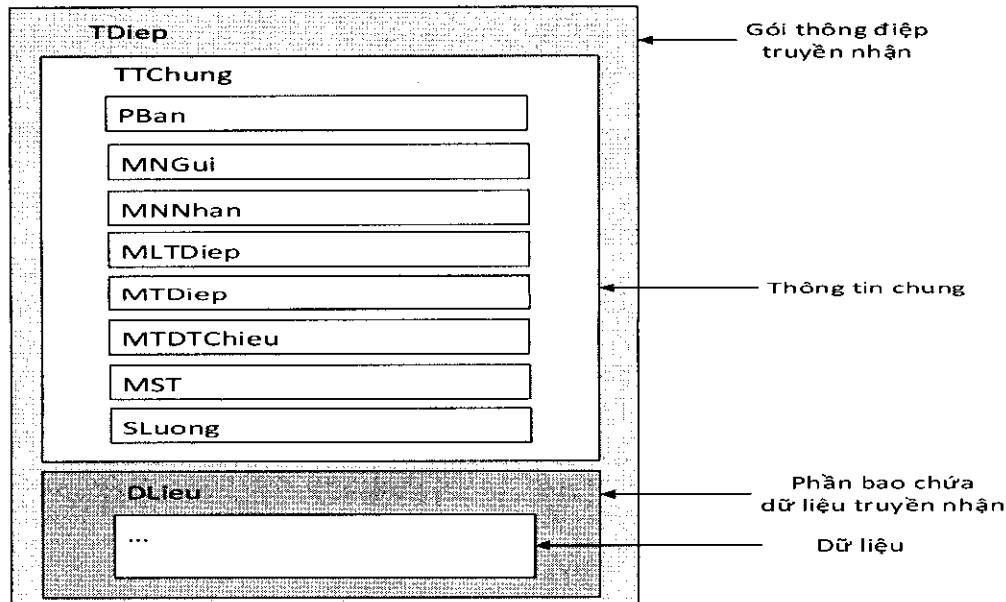 TDiep
Gói thông điệp
truyền nhận
TTChung
PBan
MNGui
MNNhan
MLTDiep
MTDiep
Thông tin chung
MTDTChieu
MST
SLuong
DLieu
Phần bao chứa
dữ liệu truyền nhận
...
Dữ liệu